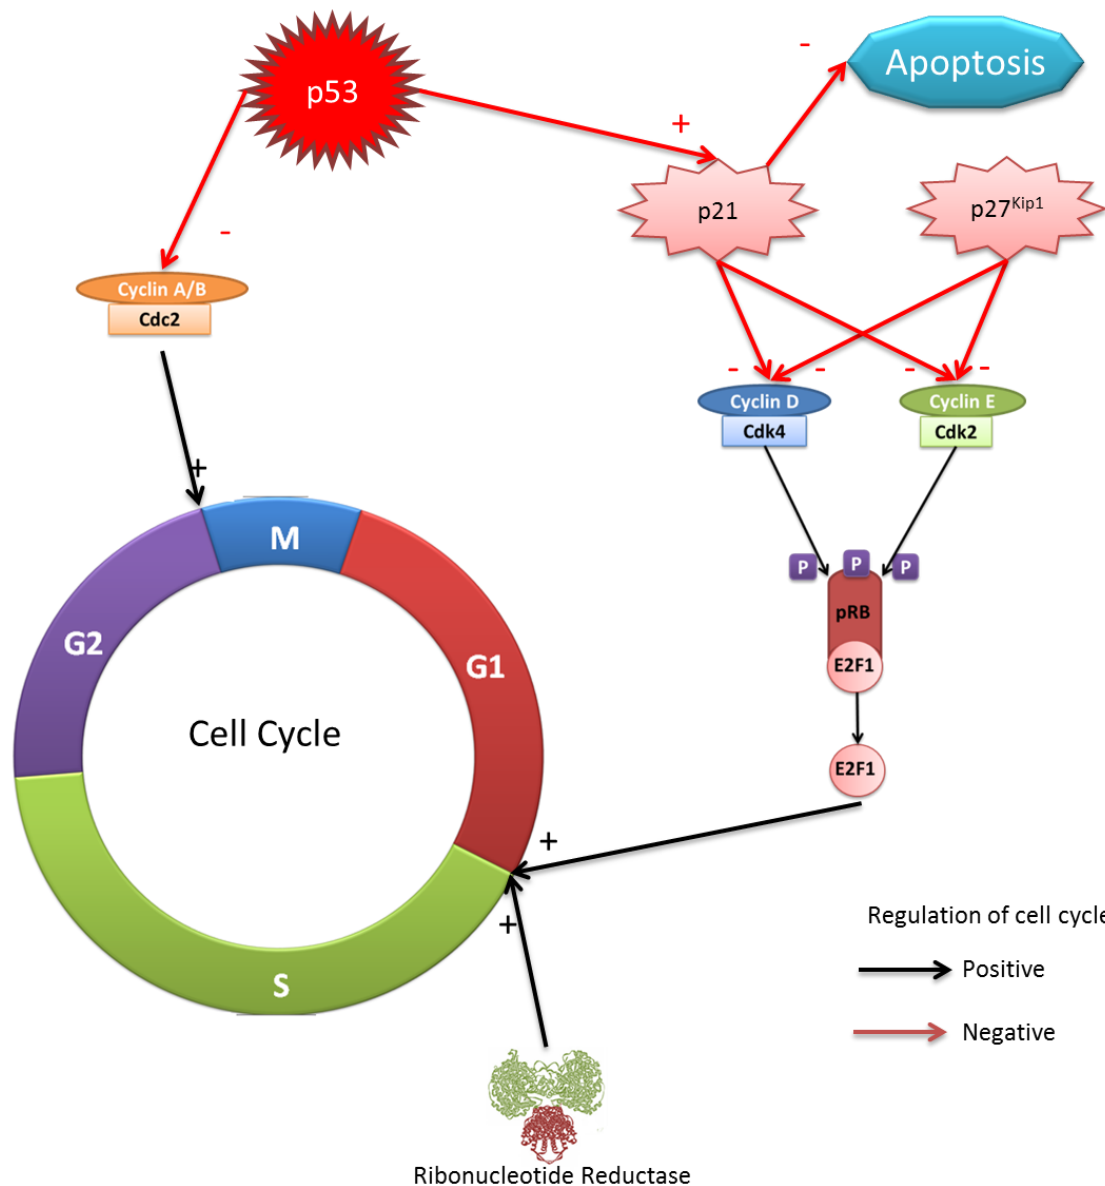 p53
Apoptosis
-
+
p21
p27Kip1
-
Cyclin A/B
Cdc2
- - - -
Cyclin D
Cdk4
Cyclin E
Cdk2
+
M
G2
G1
S
Cell Cycle
P P P
pRB
E2F1
E2F1
+
+
Regulation of cell cycle
Positive
Negative
Ribonucleotide Reductase